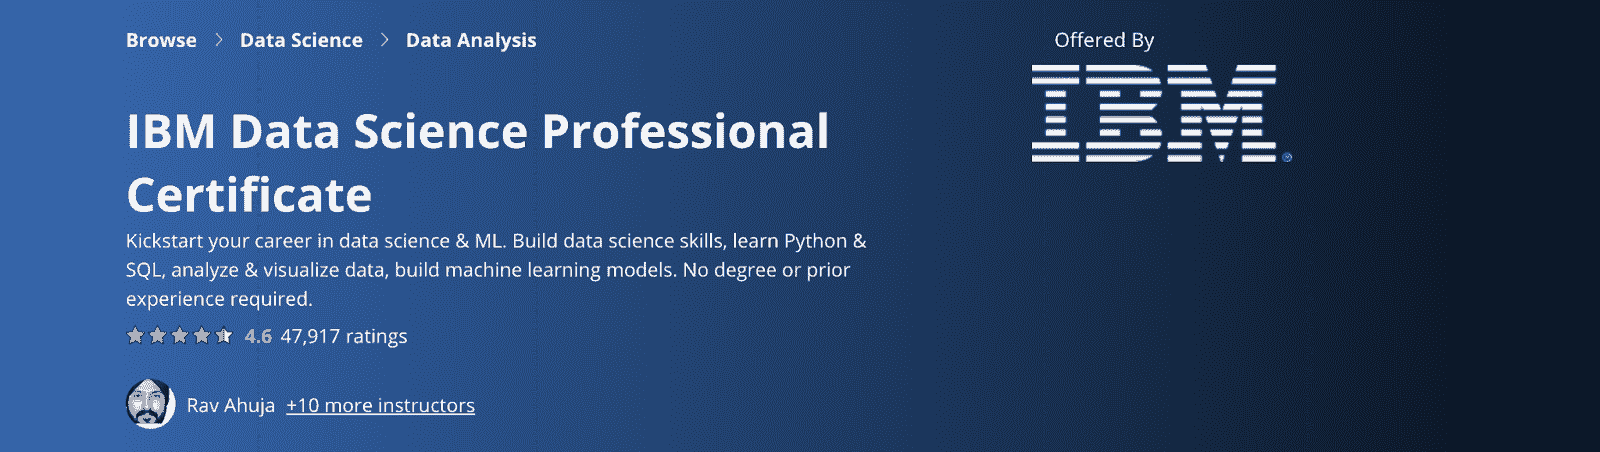 Browse > Data Science > Data Analysis
Offered By
IBM
IBM Data Science Professional
Certificate
Kickstart your career in data science & ML. Build data science skills, learn Python &
SQL, analyze & visualize data, build machine learning models. No degree or prior
experience required.
4.6 47,917 ratings
Rav Ahuja +10 more instructors